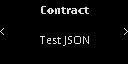 Contract
< Test JSON >